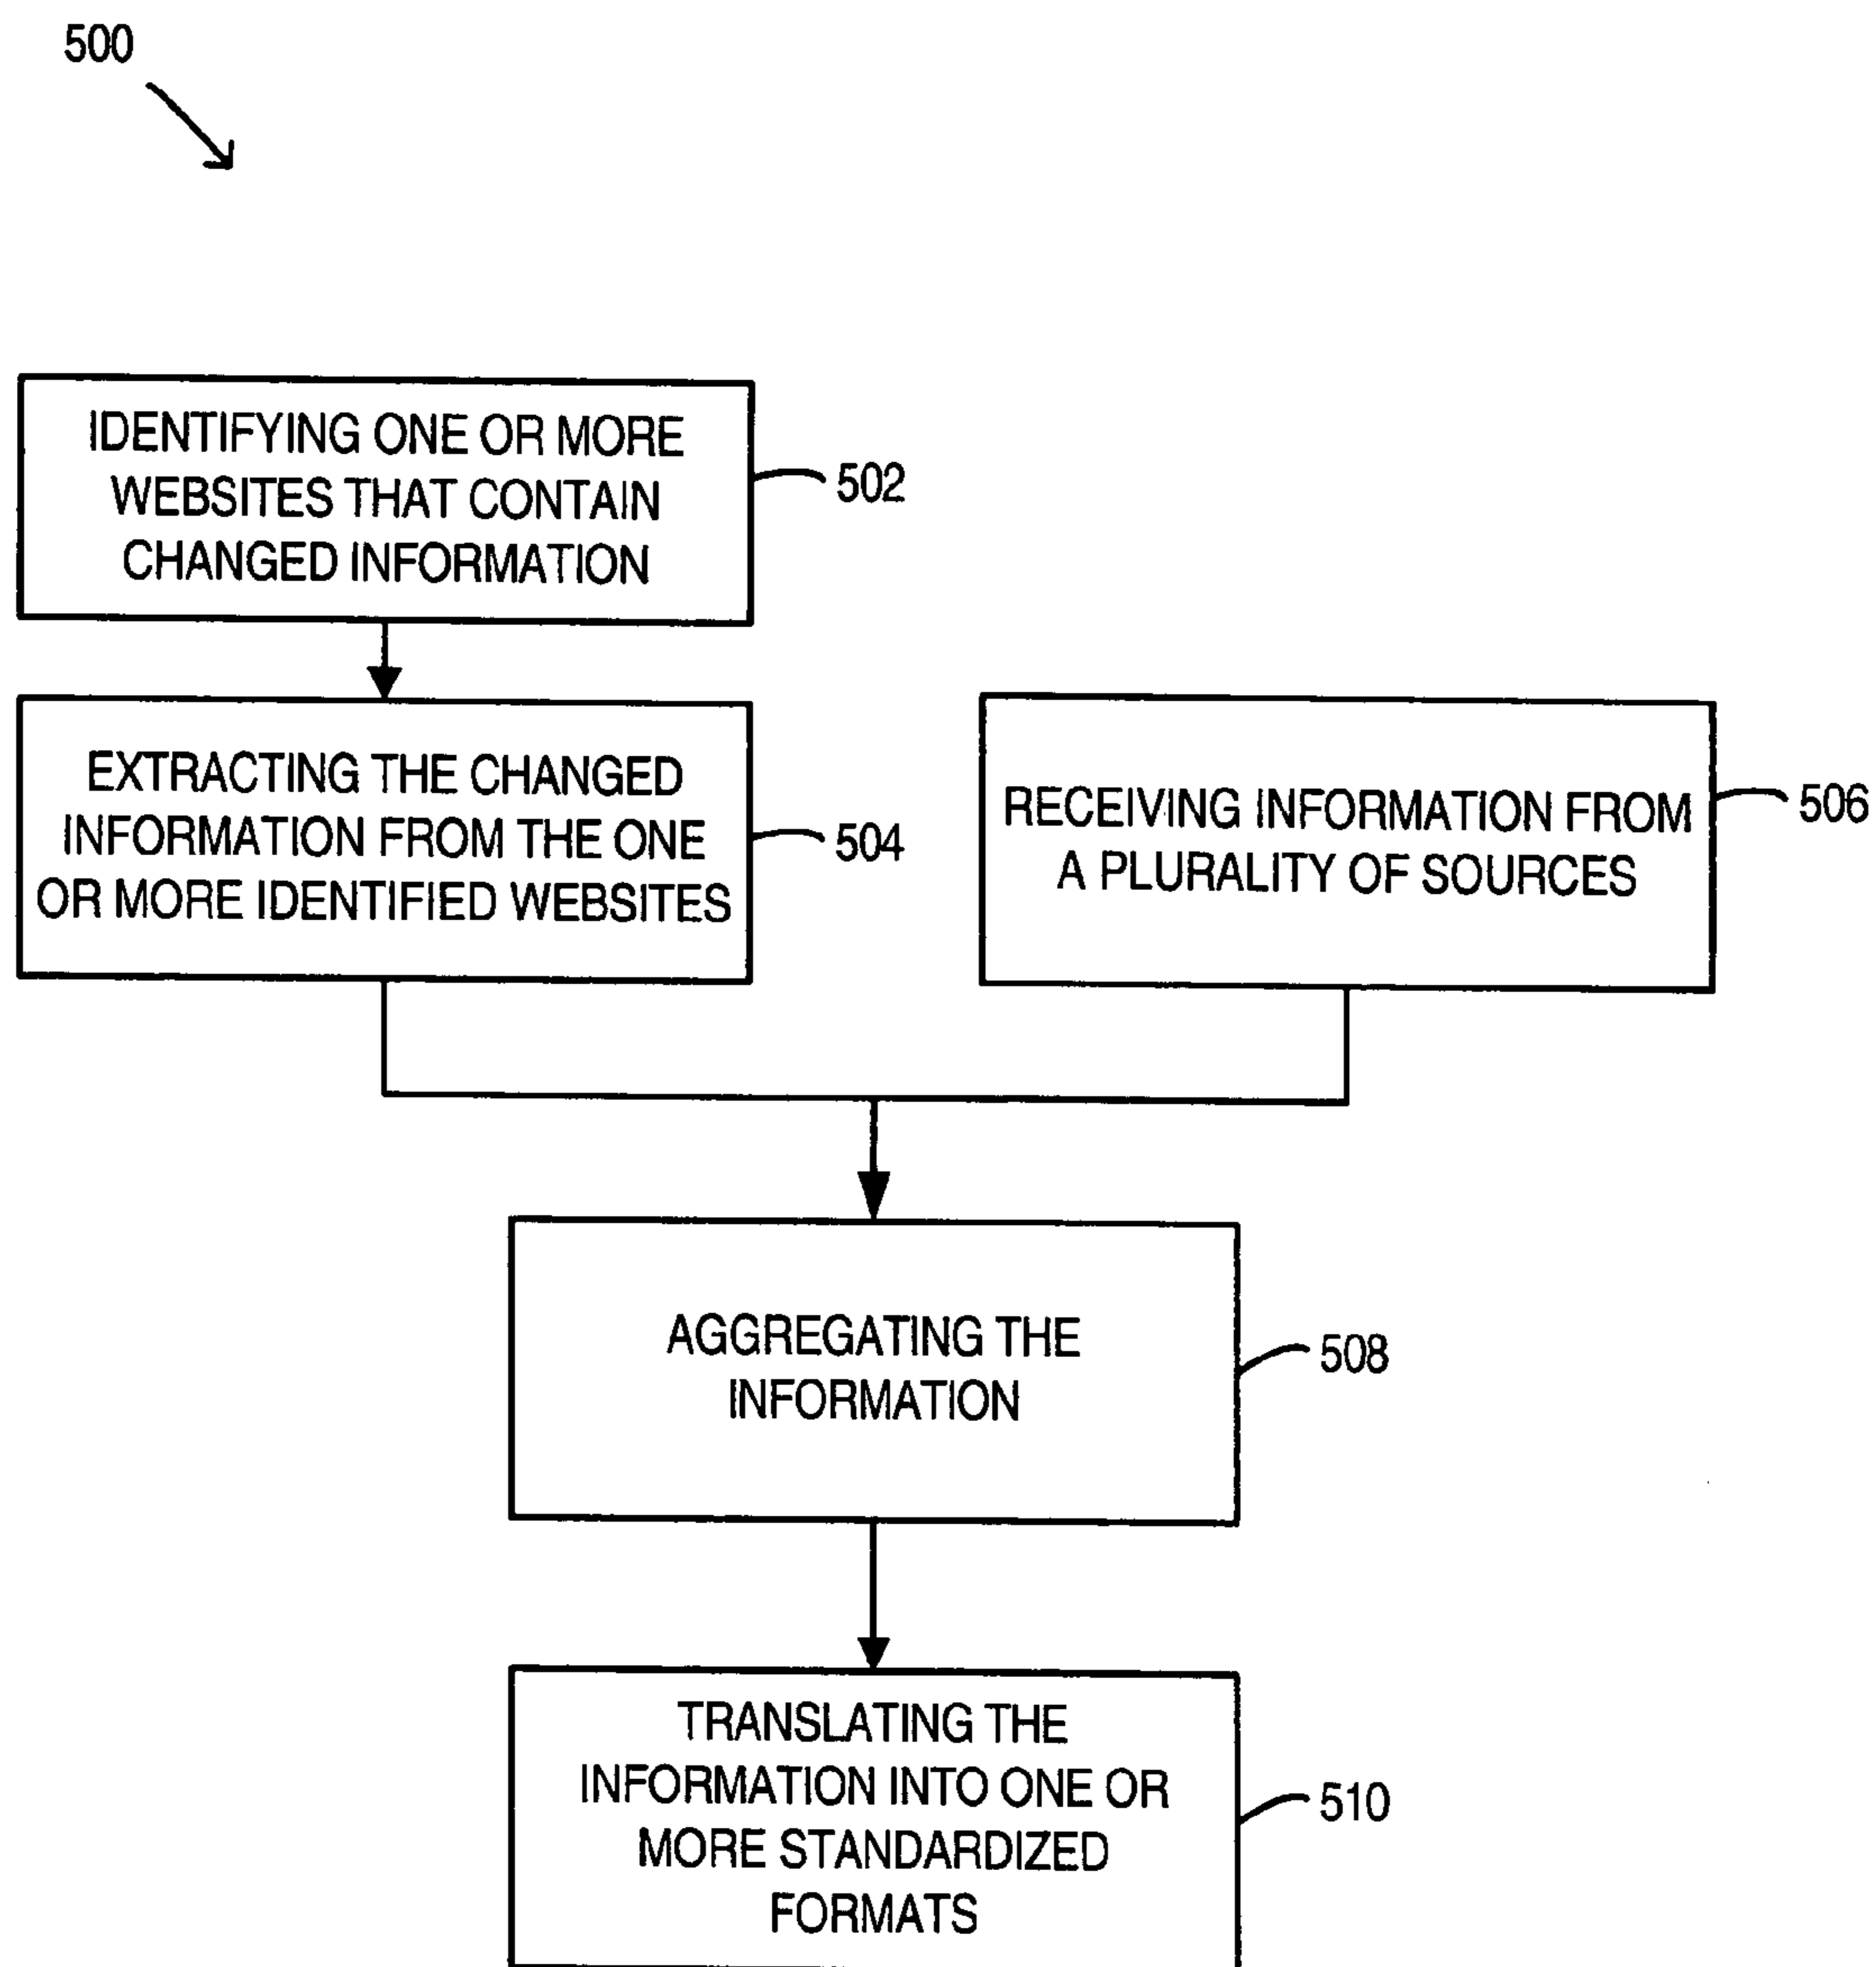 500
IDENTIFYING ONE OR MORE
WEBSITES THAT CONTAIN
CHANGED INFORMATION
502
EXTRACTING THE CHANGED
INFORMATION FROM THE ONE
OR MORE IDENTIFIED WEBSITES
504
RECEIVING INFORMATION FROM
A PLURALITY OF SOURCES
506
AGGREGATING THE
INFORMATION
508
TRANSLATING THE
INFORMATION INTO ONE OR
MORE STANDARDIZED
FORMATS
510